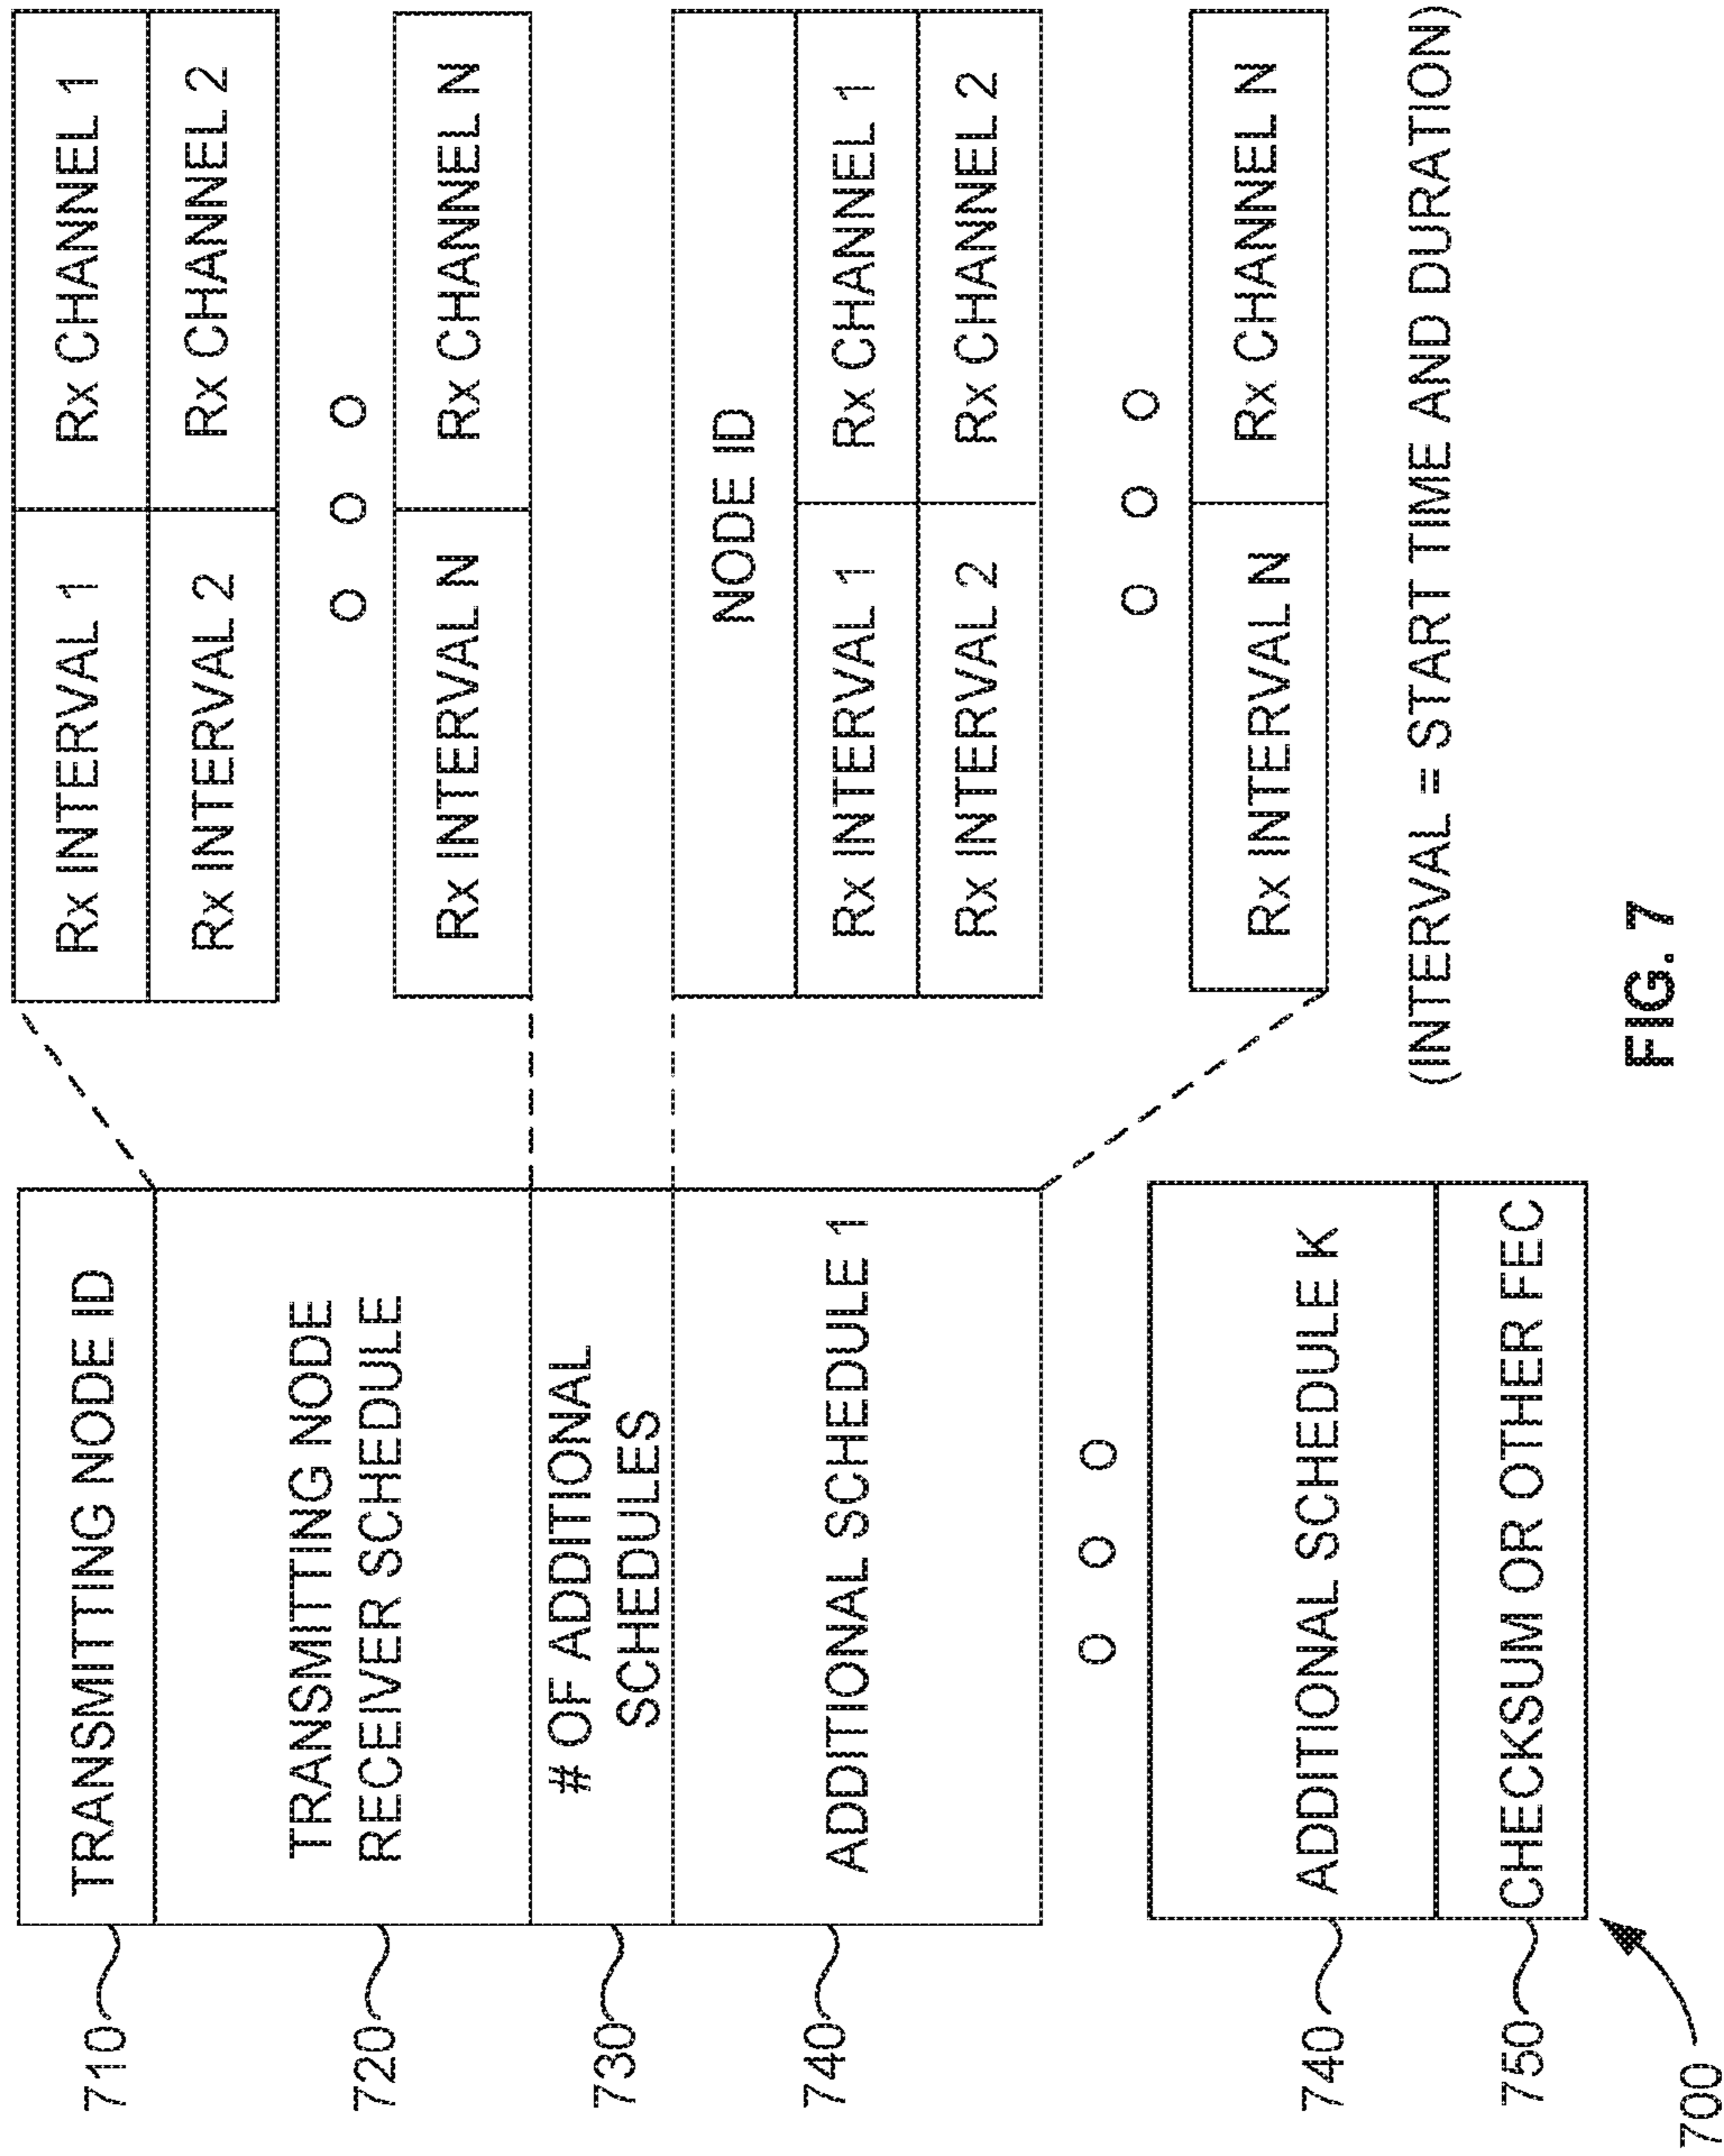 710
TRANSMITTING NODE ID
720
TRANSMITTING NODE
RECEIVER SCHEDULE
730
# OF ADDITIONAL
SCHEDULES
740
ADDITIONAL SCHEDULE 1
740
ADDITIONAL SCHEDULE K
750
CHECKSUM OR OTHER FEC
700
Rx INTERVAL 1
Rx CHANNEL 1
Rx INTERVAL 2
Rx CHANNEL 2
Rx INTERVAL N
Rx CHANNEL N
NODE ID
Rx INTERVAL 1
Rx CHANNEL 1
Rx INTERVAL 2
Rx CHANNEL 2
Rx INTERVAL N
Rx CHANNEL N
(INTERVAL = START TIME AND DURATION)
FIG. 7